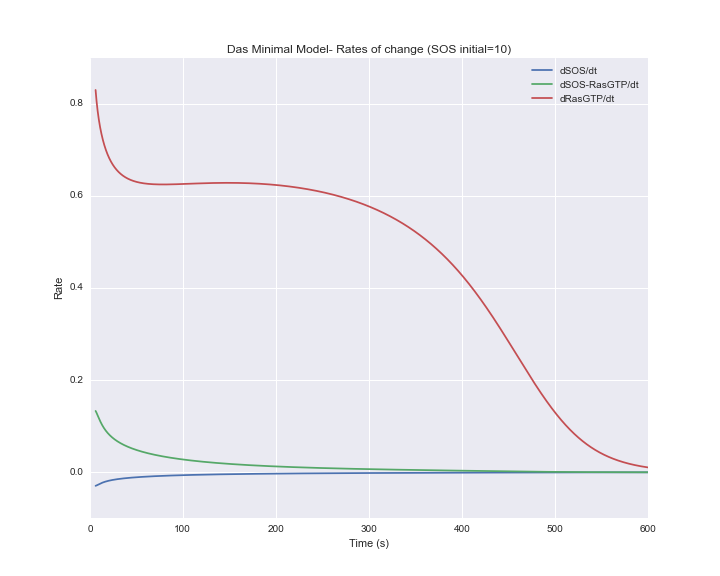 Das Minimal Model- Rates of change (SOS initial=10)
dSOS/dt
dSOS-RasGTP/dt
dRasGTP/dt
Rate
0.8
0.6
0.4
0.2
0.0
0 100 200 300 400 500 600
Time (s)